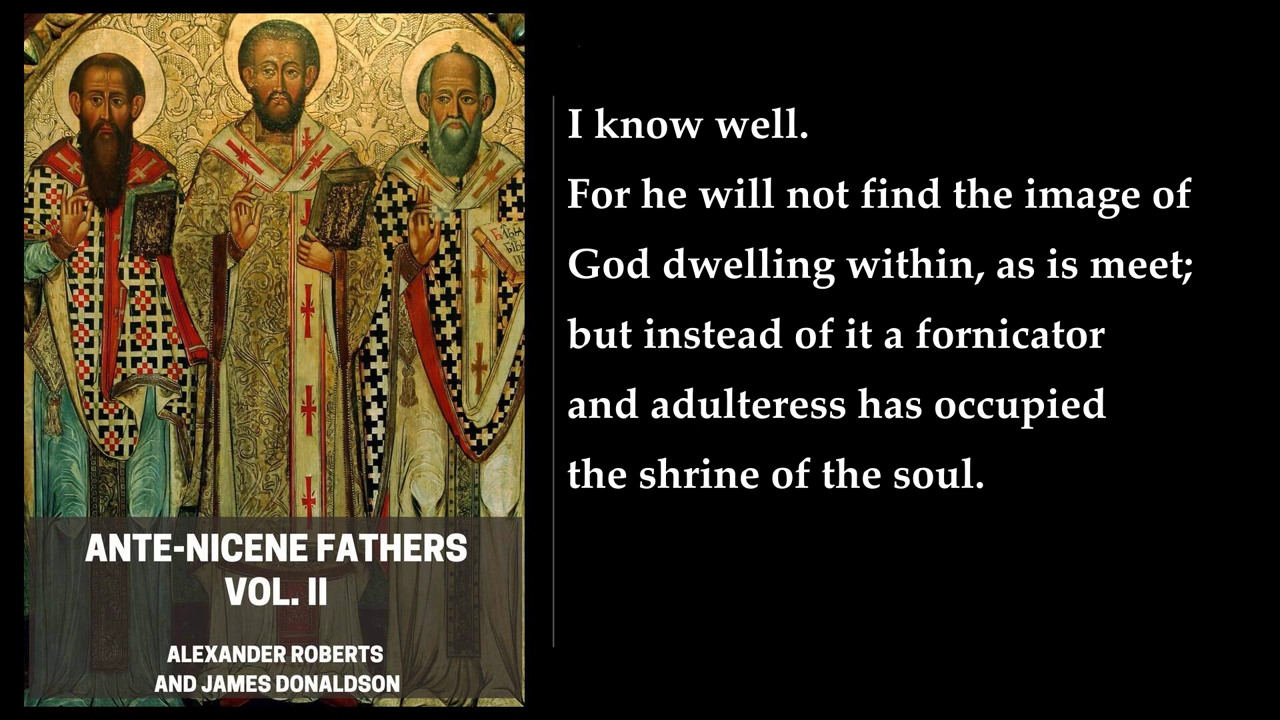 ANTE-NICENE FATHERS
VOL. II
ALEXANDER ROBERTS
AND JAMES DONALDSON
I know well.
For he will not find the image of
God dwelling within, as is meet;
but instead of it a fornicator
and adulteress has occupied
the shrine of the soul.